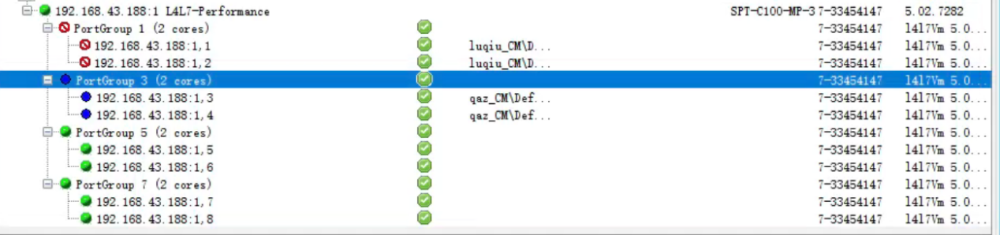 192.168.43.188:1 L4L7-Performance SPT-C100-MP-3 7-33454147 5.02.7282
PortGroup 1 (2 cores) 7-33454147 l4l7Vm 5.0...
192.168.43.188:1,1 luqiu_CM\D... 7-33454147 l4l7Vm 5.0...
192.168.43.188:1,2 luqiu_CM\D... 7-33454147 l4l7Vm 5.0...
PortGroup 3 (2 cores) 7-33454147 l4l7Vm 5.0...
192.168.43.188:1,3 qaz_CM\Def... 7-33454147 l4l7Vm 5.0...
192.168.43.188:1,4 qaz_CM\Def... 7-33454147 l4l7Vm 5.0...
PortGroup 5 (2 cores) 7-33454147 l4l7Vm 5.0...
192.168.43.188:1,5 7-33454147 l4l7Vm 5.0...
192.168.43.188:1,6 7-33454147 l4l7Vm 5.0...
PortGroup 7 (2 cores) 7-33454147 l4l7Vm 5.0...
192.168.43.188:1,7 7-33454147 l4l7Vm 5.0...
192.168.43.188:1,8 7-33454147 l4l7Vm 5.0...